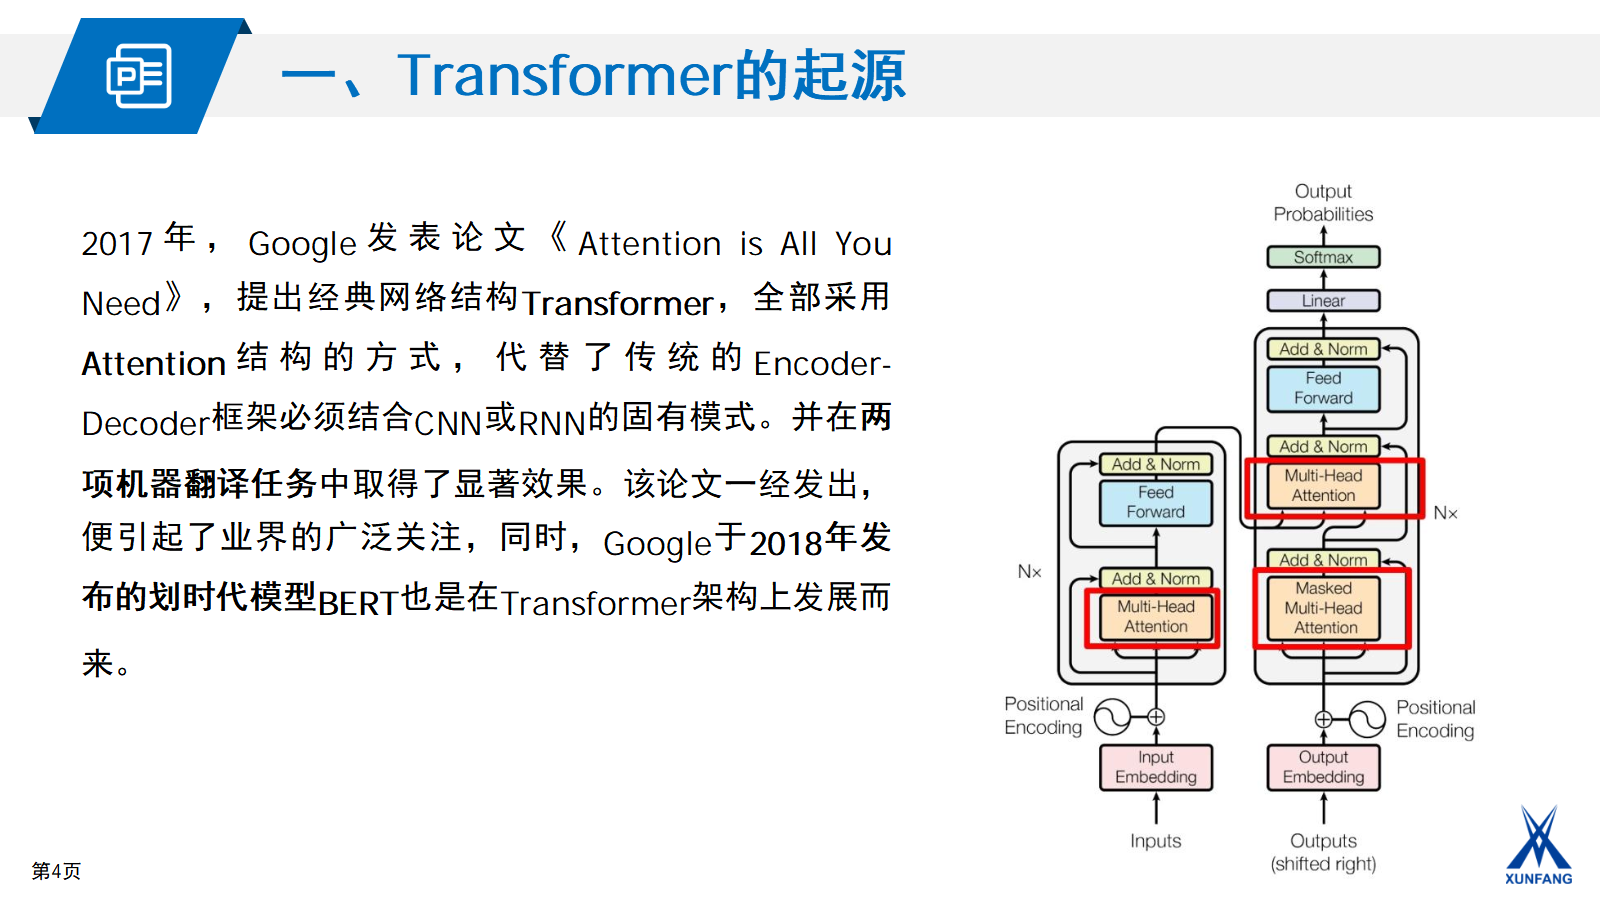 一、Transformer的起源
2017年，Google发表论文《Attention is All You
Need》，提出经典网络结构Transformer，全部采用
Attention结构的方式，代替了传统的Encoder-
Decoder框架必须结合CNN或RNN的固有模式。并在两
项机器翻译任务中取得了显著效果。该论文一经发出，
便引起了业界的广泛关注，同时，Google于2018年发
布的划时代模型BERT也是在Transformer架构上发展而
来。
Output
Probabilities
Softmax
Linear
Add & Norm
Feed
Forward
Add & Norm
Multi-Head
Attention
Nx
Add & Norm
Masked
Multi-Head
Attention
Add & Norm
Feed
Forward
Nx
Add & Norm
Multi-Head
Attention
Positional
Encoding
Positional
Encoding
Input
Embedding
Output
Embedding
Inputs
Outputs
(shifted right)
第4页
XUNFANG